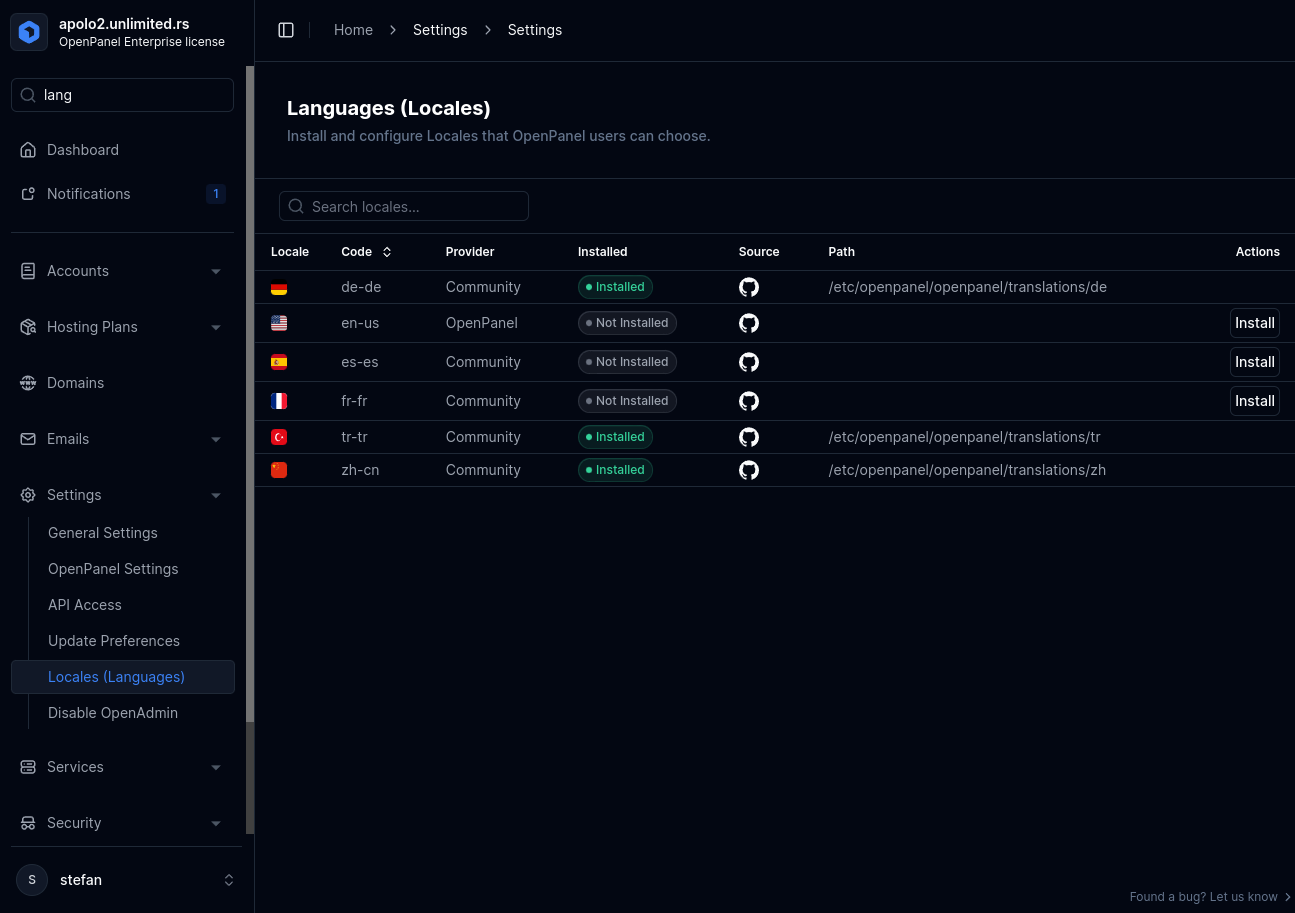 apolo2.unlimited.rs
OpenPanel Enterprise license
lang
Dashboard
Notifications 1
Accounts
Hosting Plans
Domains
Emails
Settings
General Settings
OpenPanel Settings
API Access
Update Preferences
Locales (Languages)
Disable OpenAdmin
Services
Security
S stefan
Home Settings Settings
Languages (Locales)
Install and configure Locales that OpenPanel users can choose.
Search locales...
Locale Code Provider Installed Source Path Actions
de-de Community Installed /etc/openpanel/openpanel/translations/de
en-us OpenPanel Not Installed Install
es-es Community Not Installed Install
fr-fr Community Not Installed Install
tr-tr Community Installed /etc/openpanel/openpanel/translations/tr
zh-cn Community Installed /etc/openpanel/openpanel/translations/zh
Found a bug? Let us know